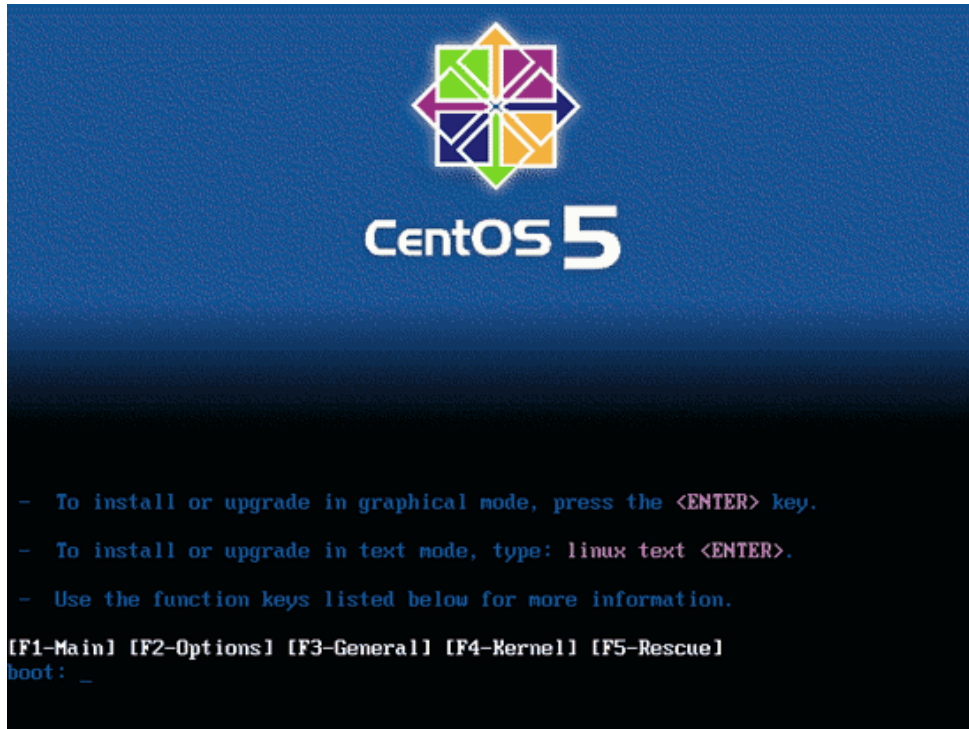 CentOS 5
- To install or upgrade in graphical mode, press the <ENTER> key.
- To install or upgrade in text mode, type: linux text <ENTER>.
- Use the function keys listed below for more information.
[F1-Main] [F2-Options] [F3-General] [F4-Kernel] [F5-Rescue]
boot: _